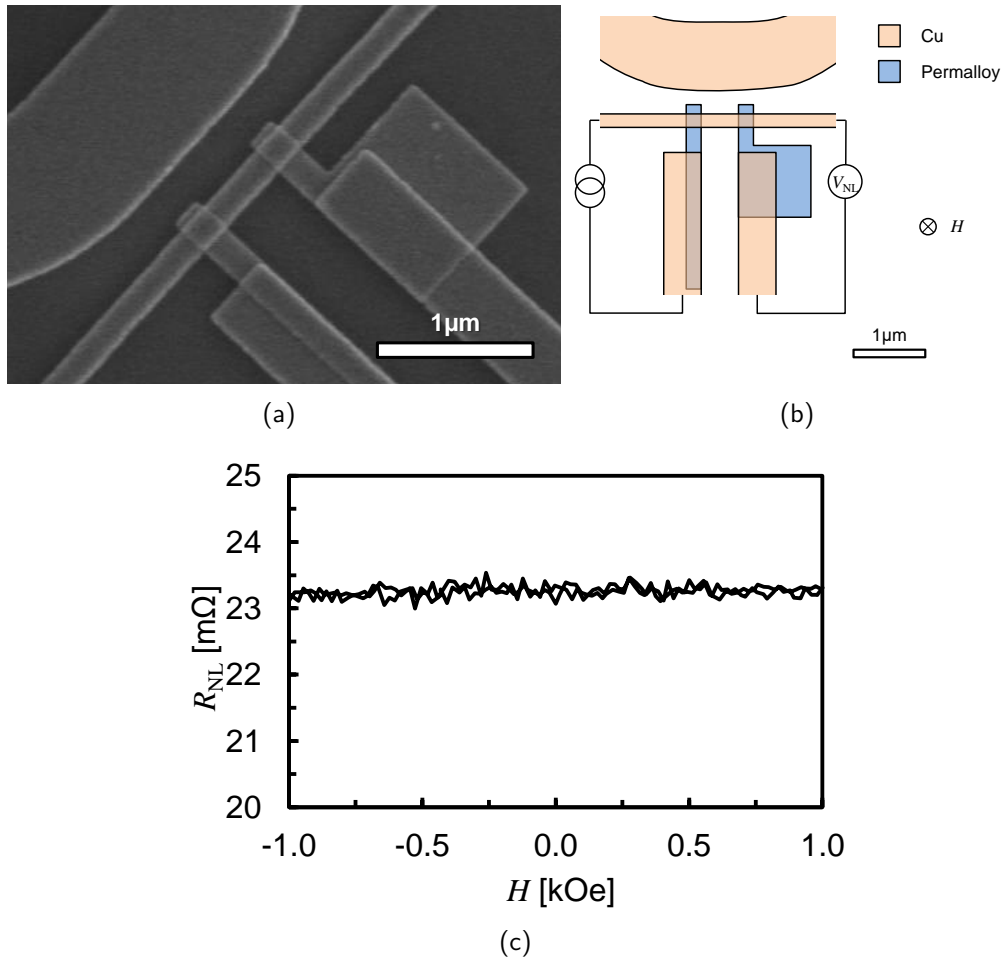 1μm
Cu
Permalloy
V_NL
⊗ H
1μm
(a)
(b)
25
24
23
22
21
20
R_NL [mΩ]
-1.0 -0.5 0.0 0.5 1.0
H [kOe]
(c)